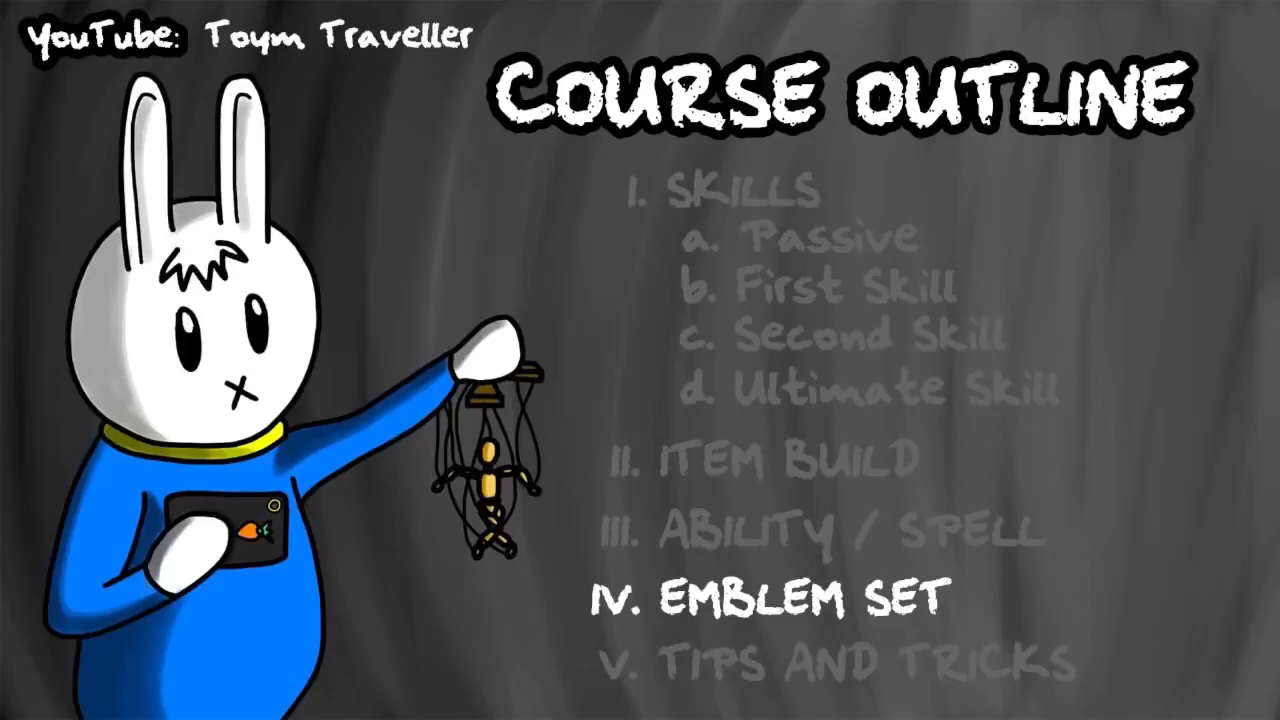 YouTube: Toym Traveller
COURSE OUTLINE
I. SKILLS
a. Passive
b. First Skill
c. Second Skill
d. Ultimate Skill
II. ITEM BUILD
III. ABILITY / SPELL
IV. EMBLEM SET
V. TIPS AND TRICKS